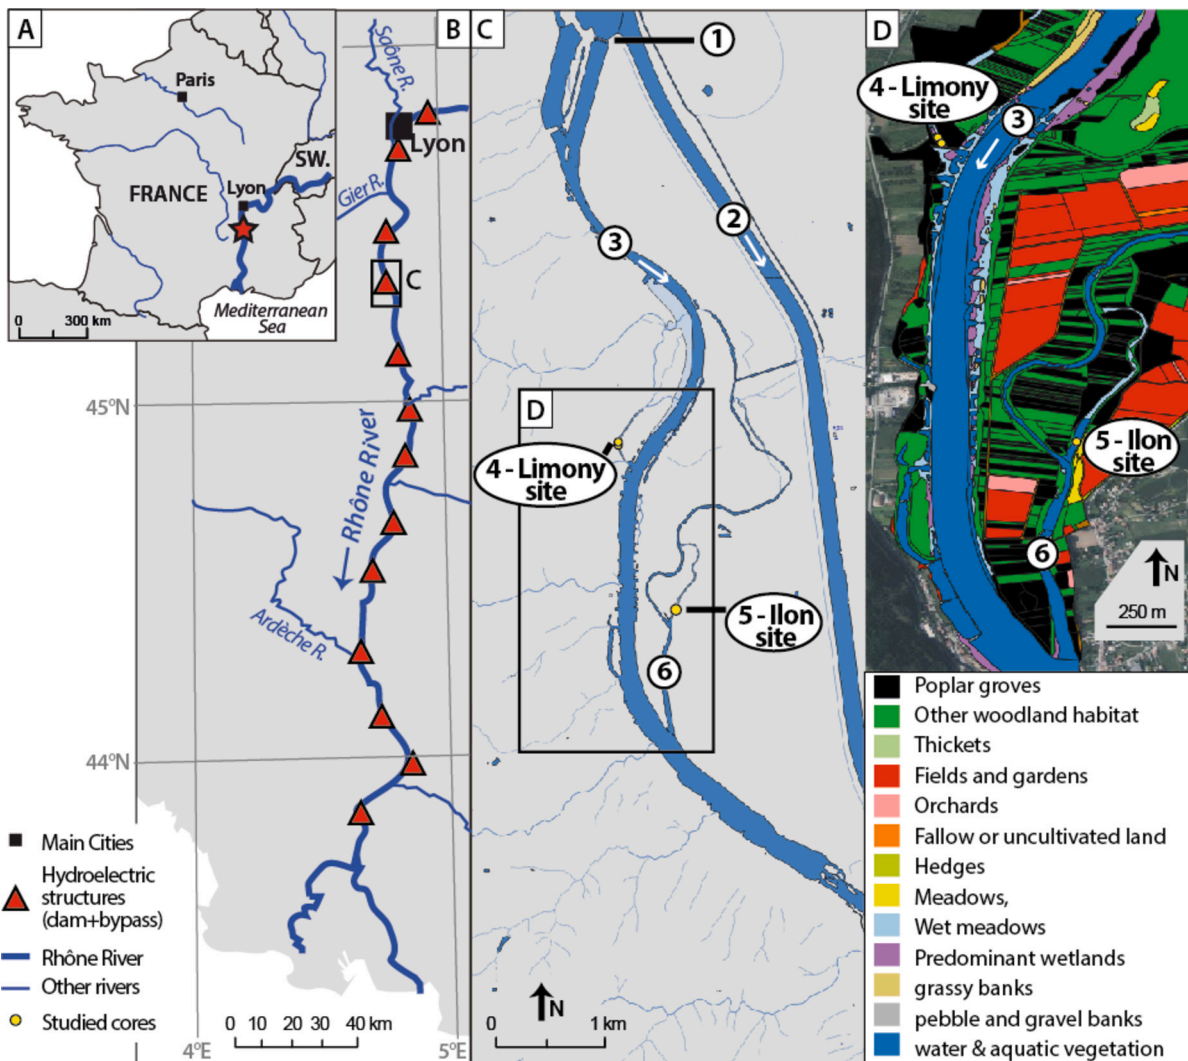 A
Paris
SW.
FRANCE
Lyon
Mediterranean
Sea
0 300 km
B
Saône R.
Lyon
Gier R.
C
45°N
Rhône River
Ardèche R.
44°N
Main Cities
Hydroelectric
structures
(dam+bypass)
Rhône River
Other rivers
Studied cores
0 10 20 30 40 km
4°E
5°E
C
1
2
3
D
4 - Limony
site
5 - Ilon
site
6
N
0 1 km
D
4 - Limony
site
3
5 - Ilon
site
6
N
250 m
Poplar groves
Other woodland habitat
Thickets
Fields and gardens
Orchards
Fallow or uncultivated land
Hedges
Meadows,
Wet meadows
Predominant wetlands
grassy banks
pebble and gravel banks
water & aquatic vegetation